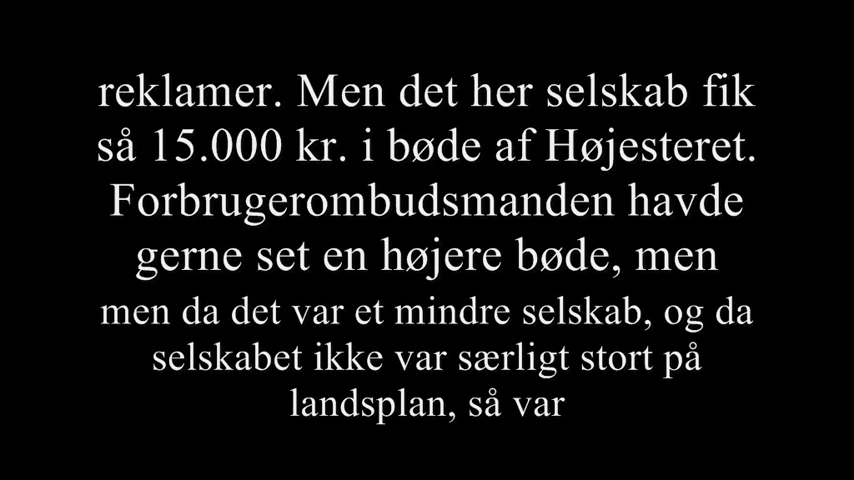 reklamer. Men det her selskab fik
så 15.000 kr. i bøde af Højesteret.
Forbrugerombudsmanden havde
gerne set en højere bøde, men
men da det var et mindre selskab, og da
selskabet ikke var særligt stort på
landsplan, så var